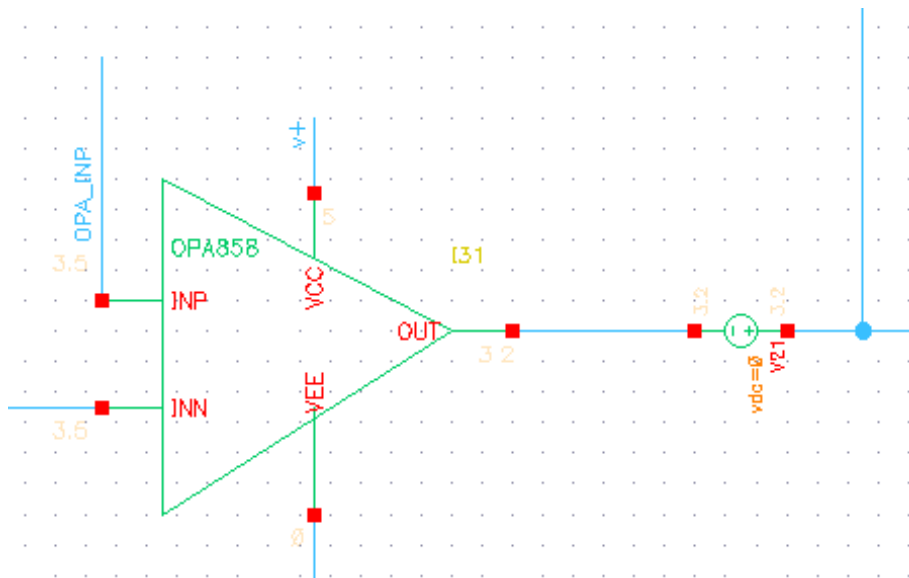 v+
OPA_INP
5
OPA858
I31
3.5
VCC
INP
3.2
3.2
OUT
3.2
V21
vdc=0
VEE
INN
3.5
0